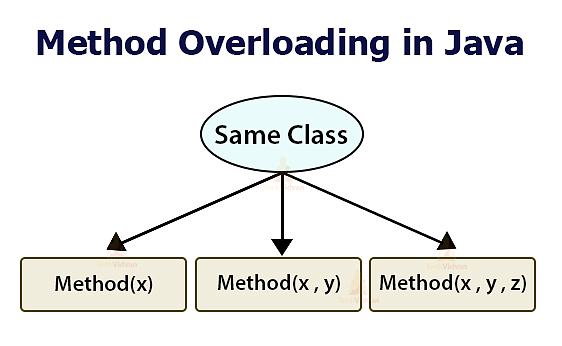 Method Overloading in Java
Same Class
Method(x)
Method(x , y)
Method(x , y , z)